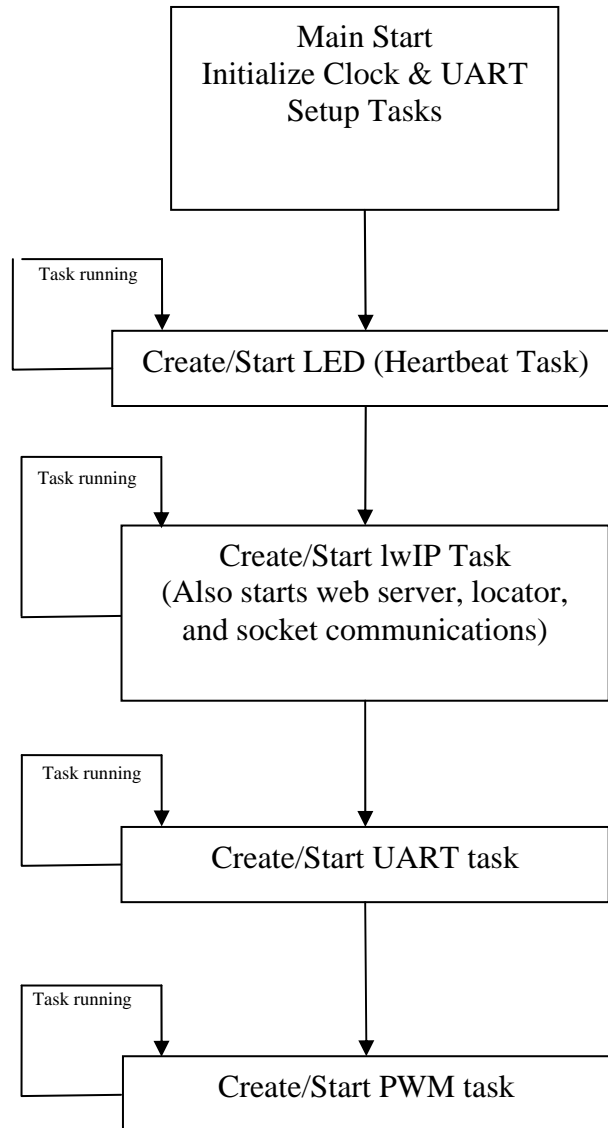 Main Start
Initialize Clock & UART
Setup Tasks
Task running
Create/Start LED (Heartbeat Task)
Task running
Create/Start lwIP Task
(Also starts web server, locator,
and socket communications)
Task running
Create/Start UART task
Task running
Create/Start PWM task